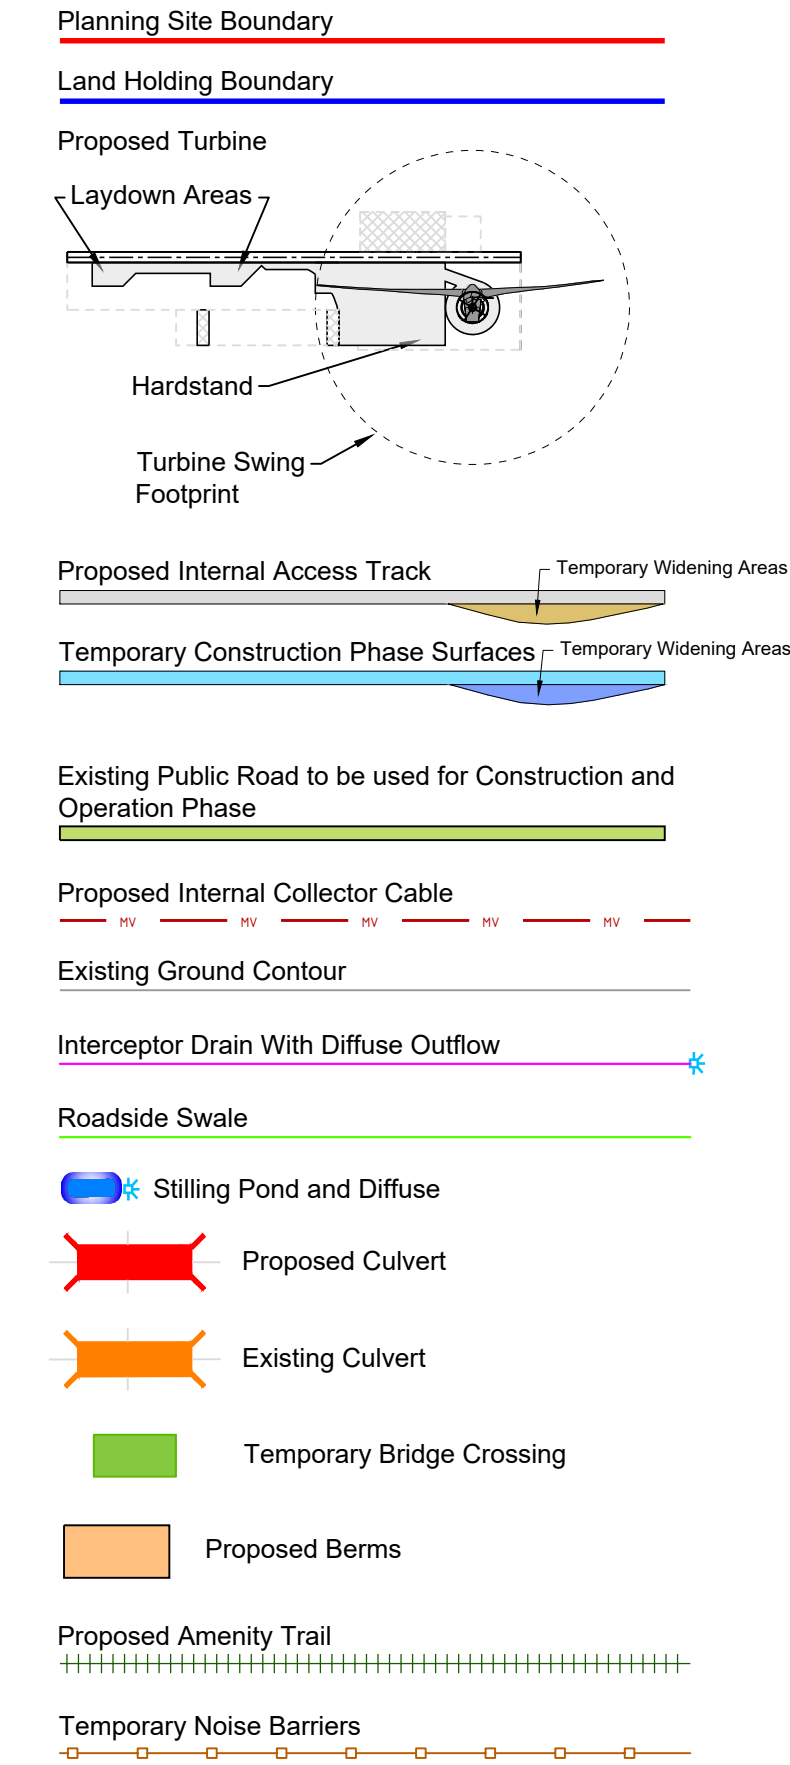 Planning Site Boundary
Land Holding Boundary
Proposed Turbine
Laydown Areas
Hardstand
Turbine Swing
Footprint
Proposed Internal Access Track
Temporary Widening Areas
Temporary Construction Phase Surfaces
Temporary Widening Areas
Existing Public Road to be used for Construction and
Operation Phase
Proposed Internal Collector Cable
MV MV MV MV MV
Existing Ground Contour
Interceptor Drain With Diffuse Outflow
Roadside Swale
Stilling Pond and Diffuse
Proposed Culvert
Existing Culvert
Temporary Bridge Crossing
Proposed Berms
Proposed Amenity Trail
Temporary Noise Barriers